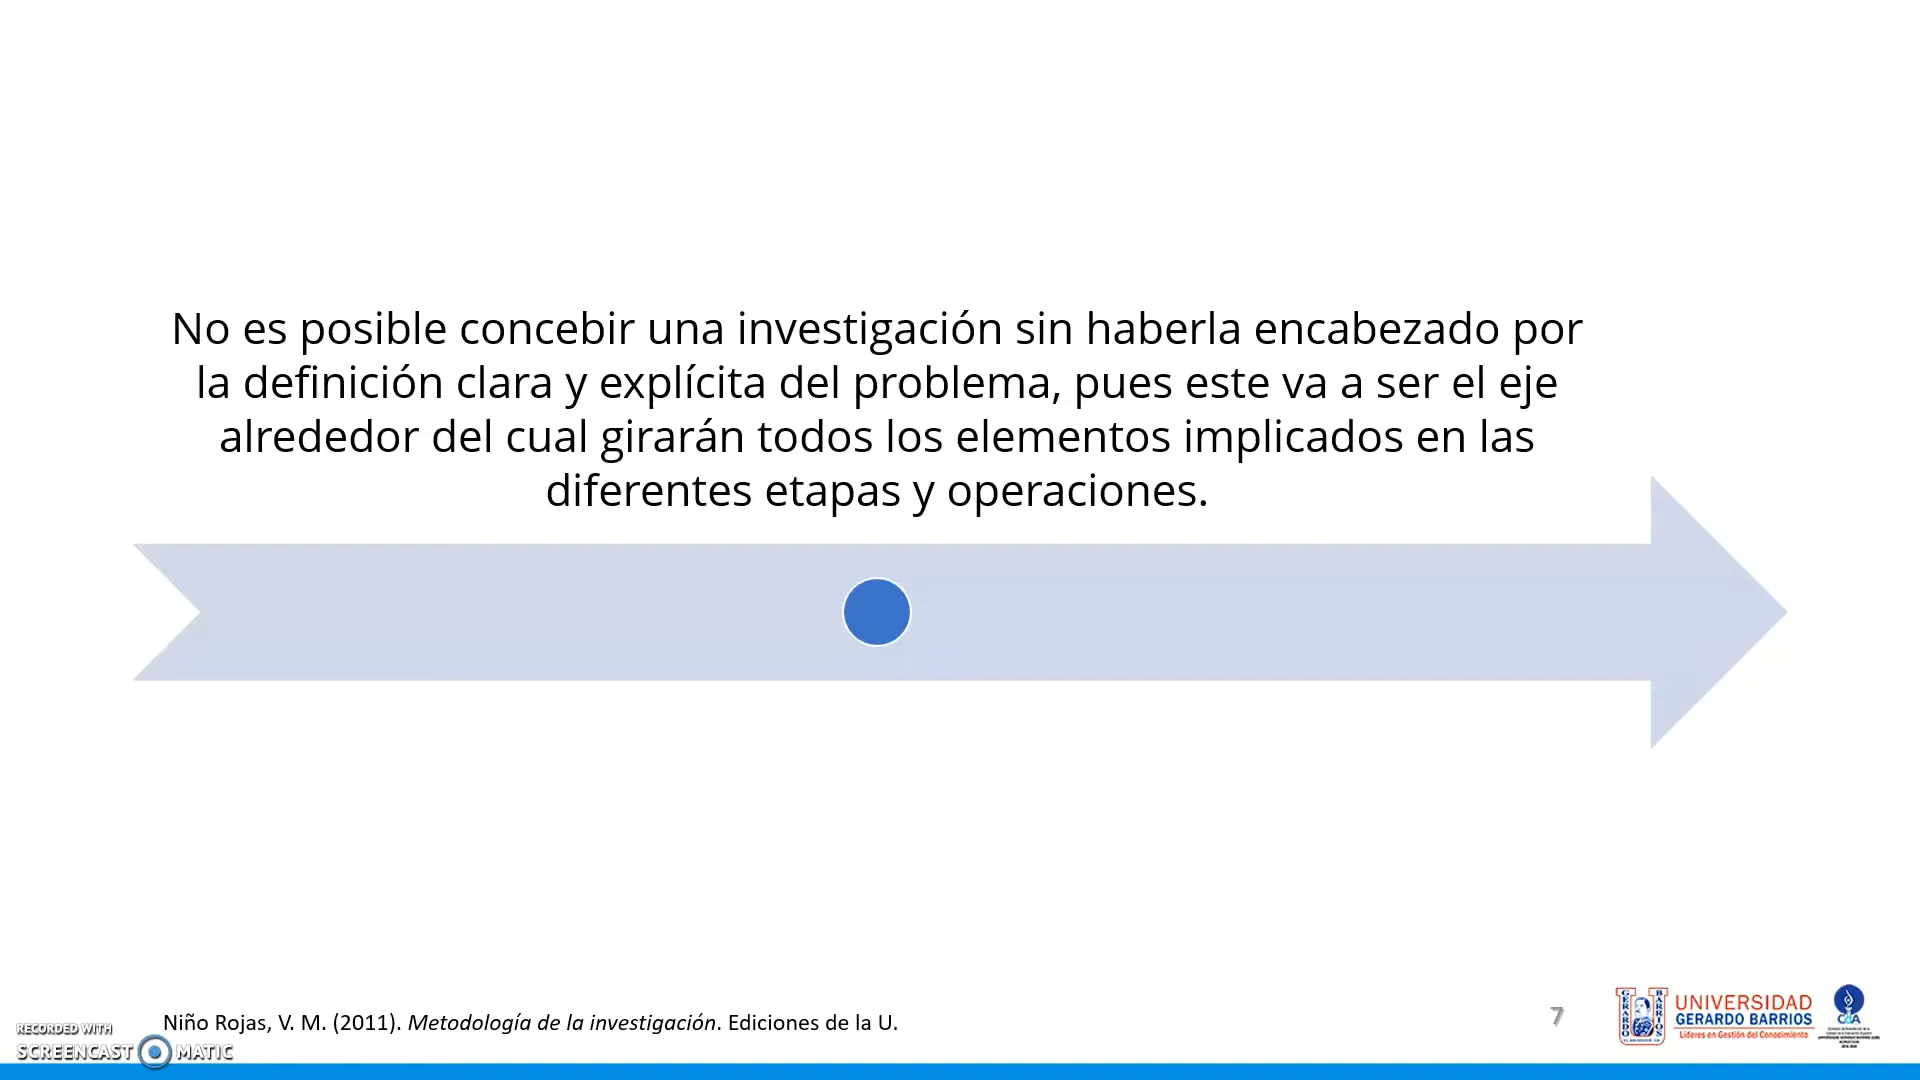 No es posible concebir una investigación sin haberla encabezado por
la definición clara y explícita del problema, pues este va a ser el eje
alrededor del cual girarán todos los elementos implicados en las
diferentes etapas y operaciones.
Niño Rojas, V. M. (2011). Metodología de la investigación. Ediciones de la U.
7
GERARDO
BARRIOS
UNIVERSIDAD
GERARDO BARRIOS
Líderes en Gestión del Conocimiento
CdA
RECORDED WITH
SCREENCAST MATIC